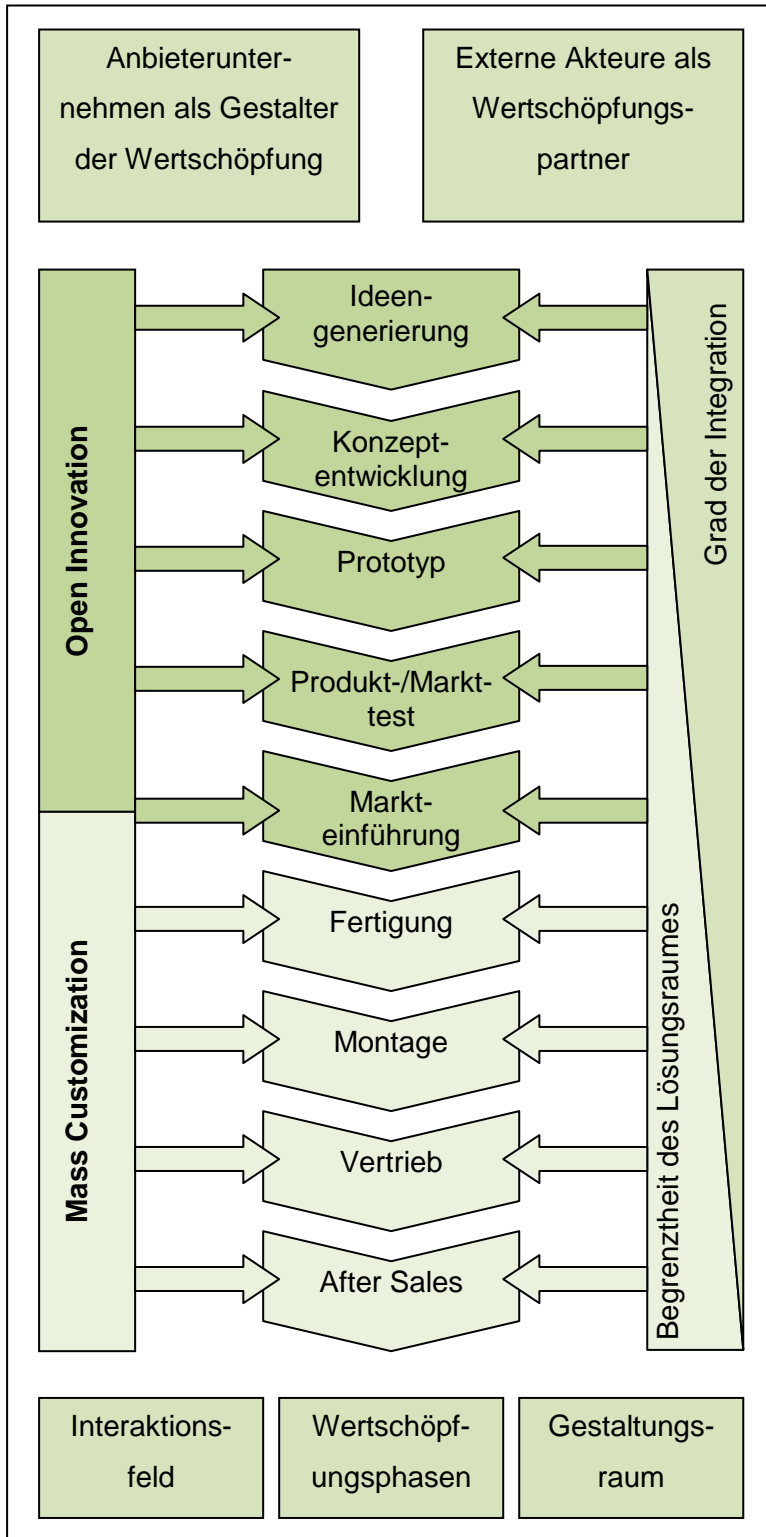 Anbieterunter-
nehmen als Gestalter
der Wertschöpfung
Externe Akteure als
Wertschöpfungs-
partner
Open Innovation
Mass Customization
Ideen-
generierung
Konzept-
entwicklung
Prototyp
Produkt-/Markt-
test
Markt-
einführung
Fertigung
Montage
Vertrieb
After Sales
Grad der Integration
Begrenztheit des Lösungsraumes
Interaktions-
feld
Wertschöpf-
ungsphasen
Gestaltungs-
raum